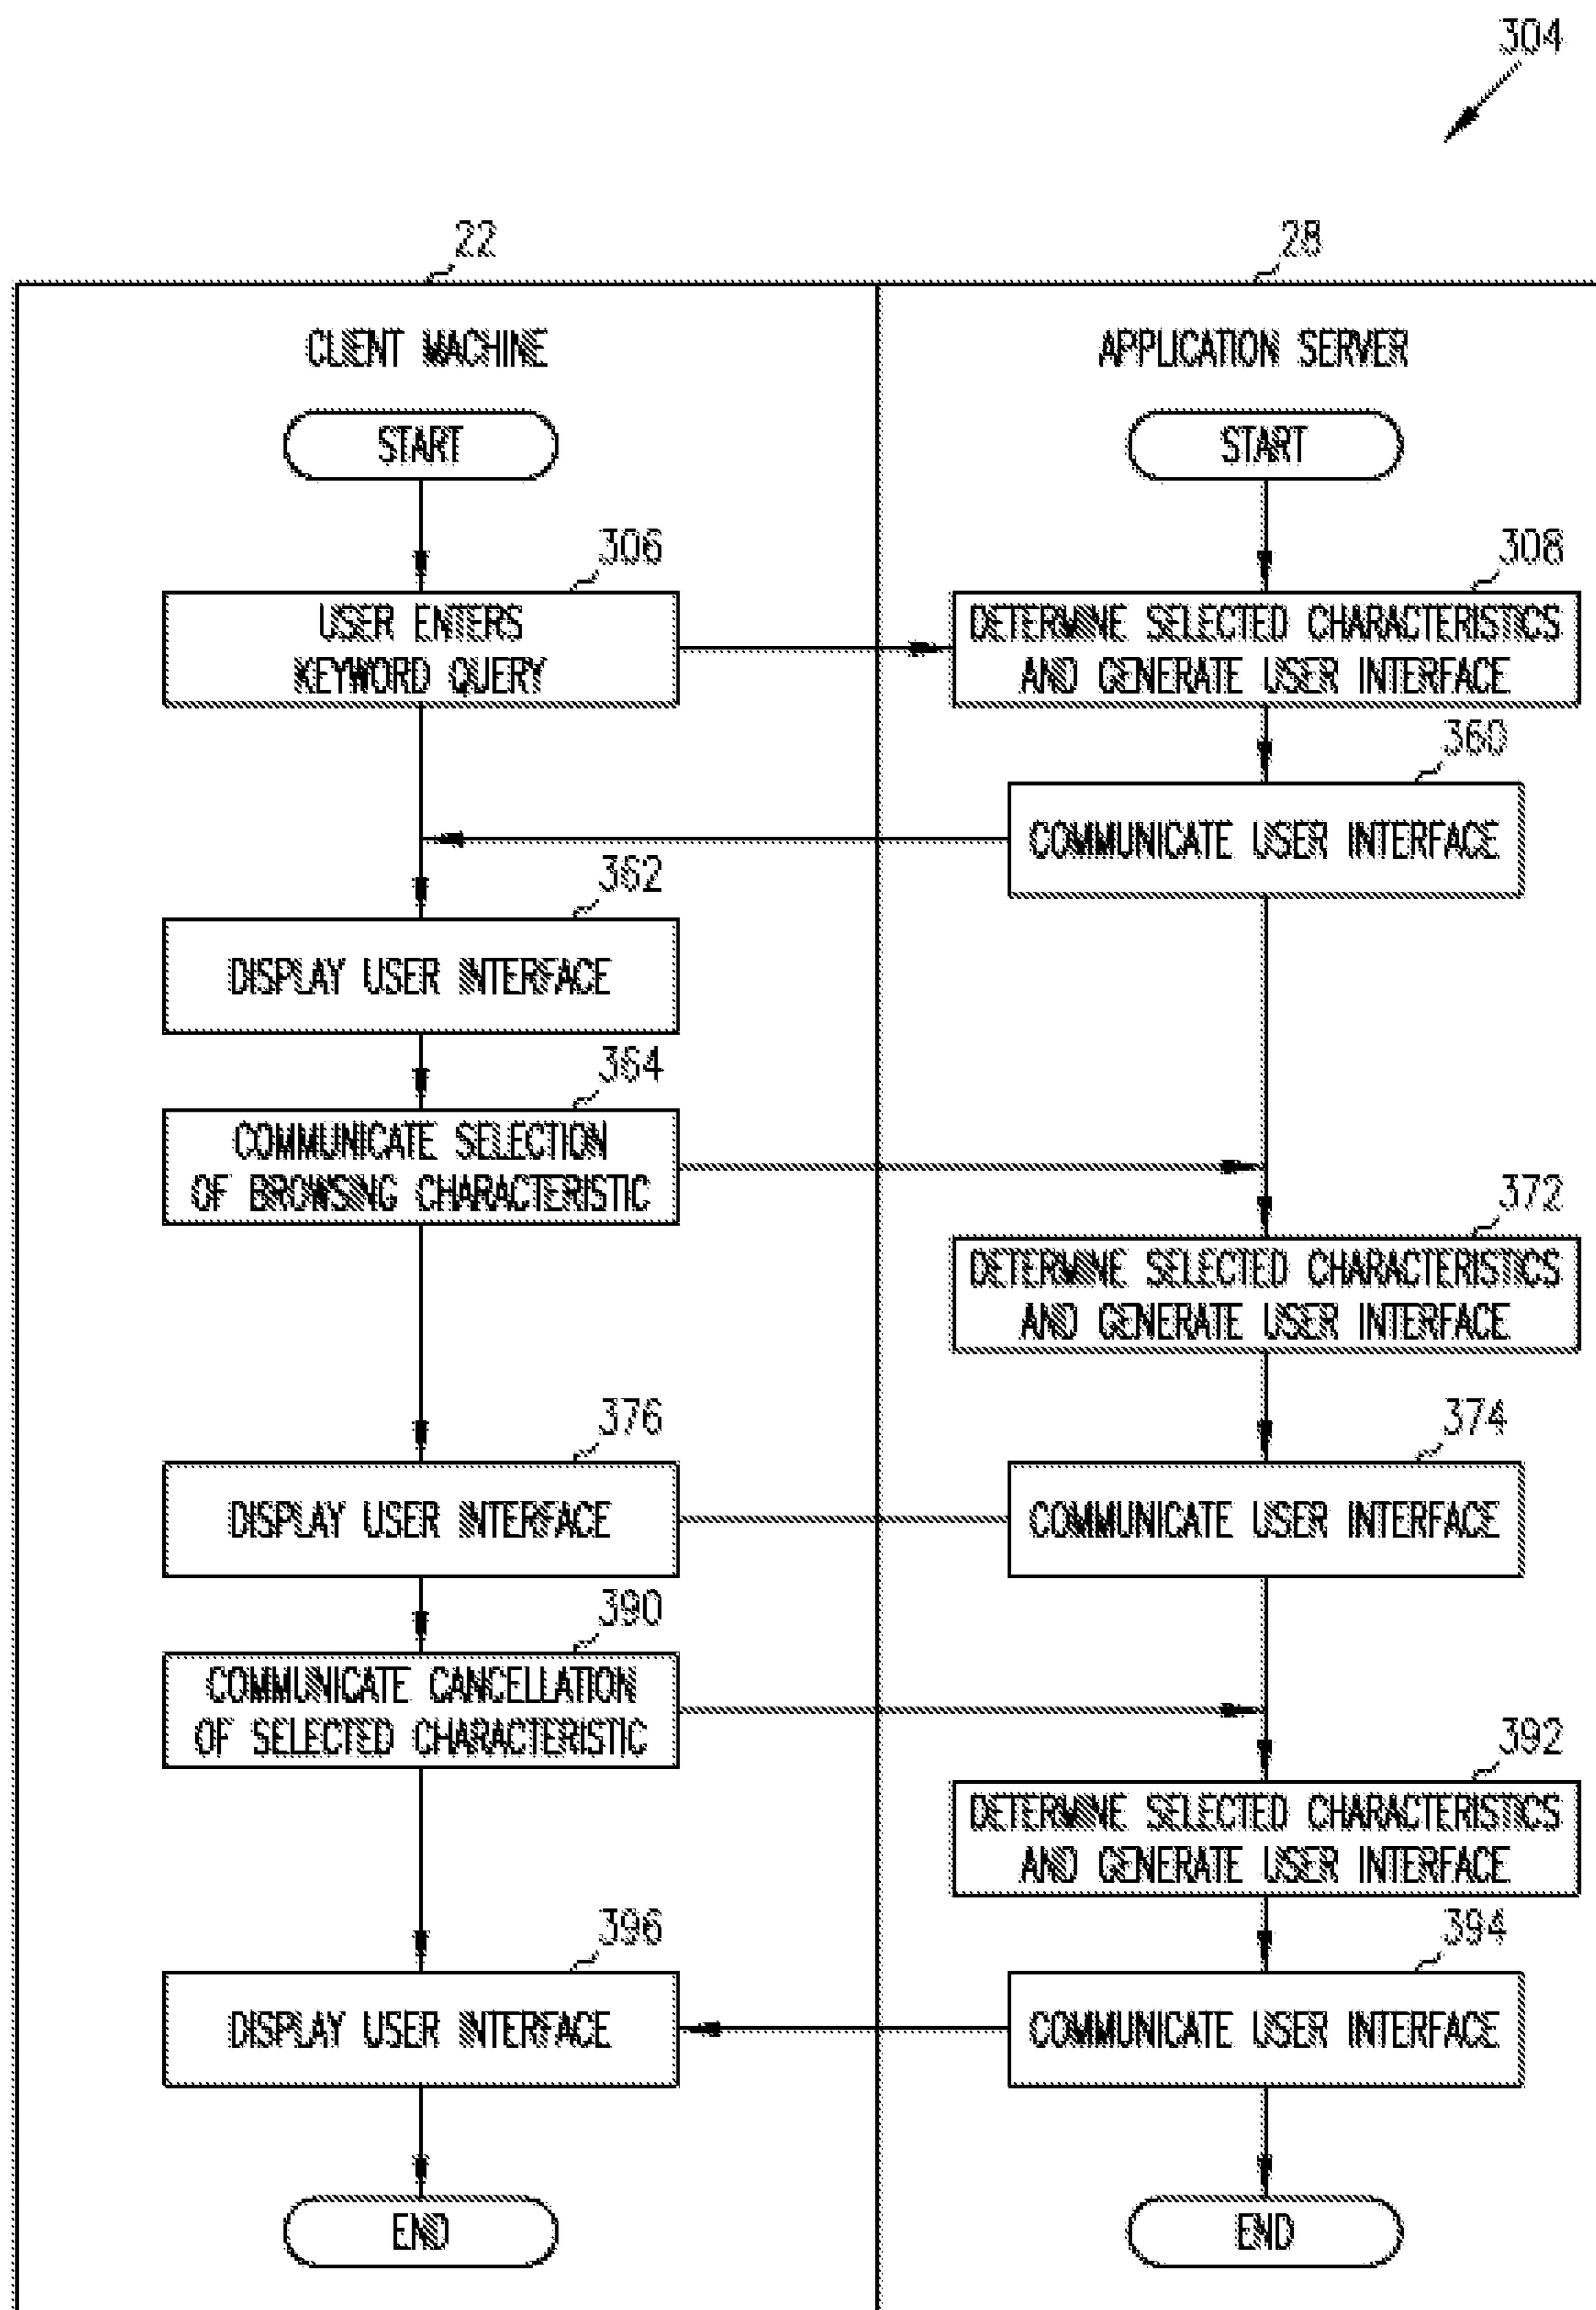 304
22
28
CLIENT MACHINE
APPLICATION SERVER
START
START
306
308
USER ENTERS
KEYWORD QUERY
DETERMINE SELECTED CHARACTERISTICS
AND GENERATE USER INTERFACE
360
COMMUNICATE USER INTERFACE
362
DISPLAY USER INTERFACE
364
COMMUNICATE SELECTION
OF BROWSING CHARACTERISTIC
372
DETERMINE SELECTED CHARACTERISTICS
AND GENERATE USER INTERFACE
376
374
DISPLAY USER INTERFACE
COMMUNICATE USER INTERFACE
390
COMMUNICATE CANCELLATION
OF SELECTED CHARACTERISTIC
392
DETERMINE SELECTED CHARACTERISTICS
AND GENERATE USER INTERFACE
396
394
DISPLAY USER INTERFACE
COMMUNICATE USER INTERFACE
END
END